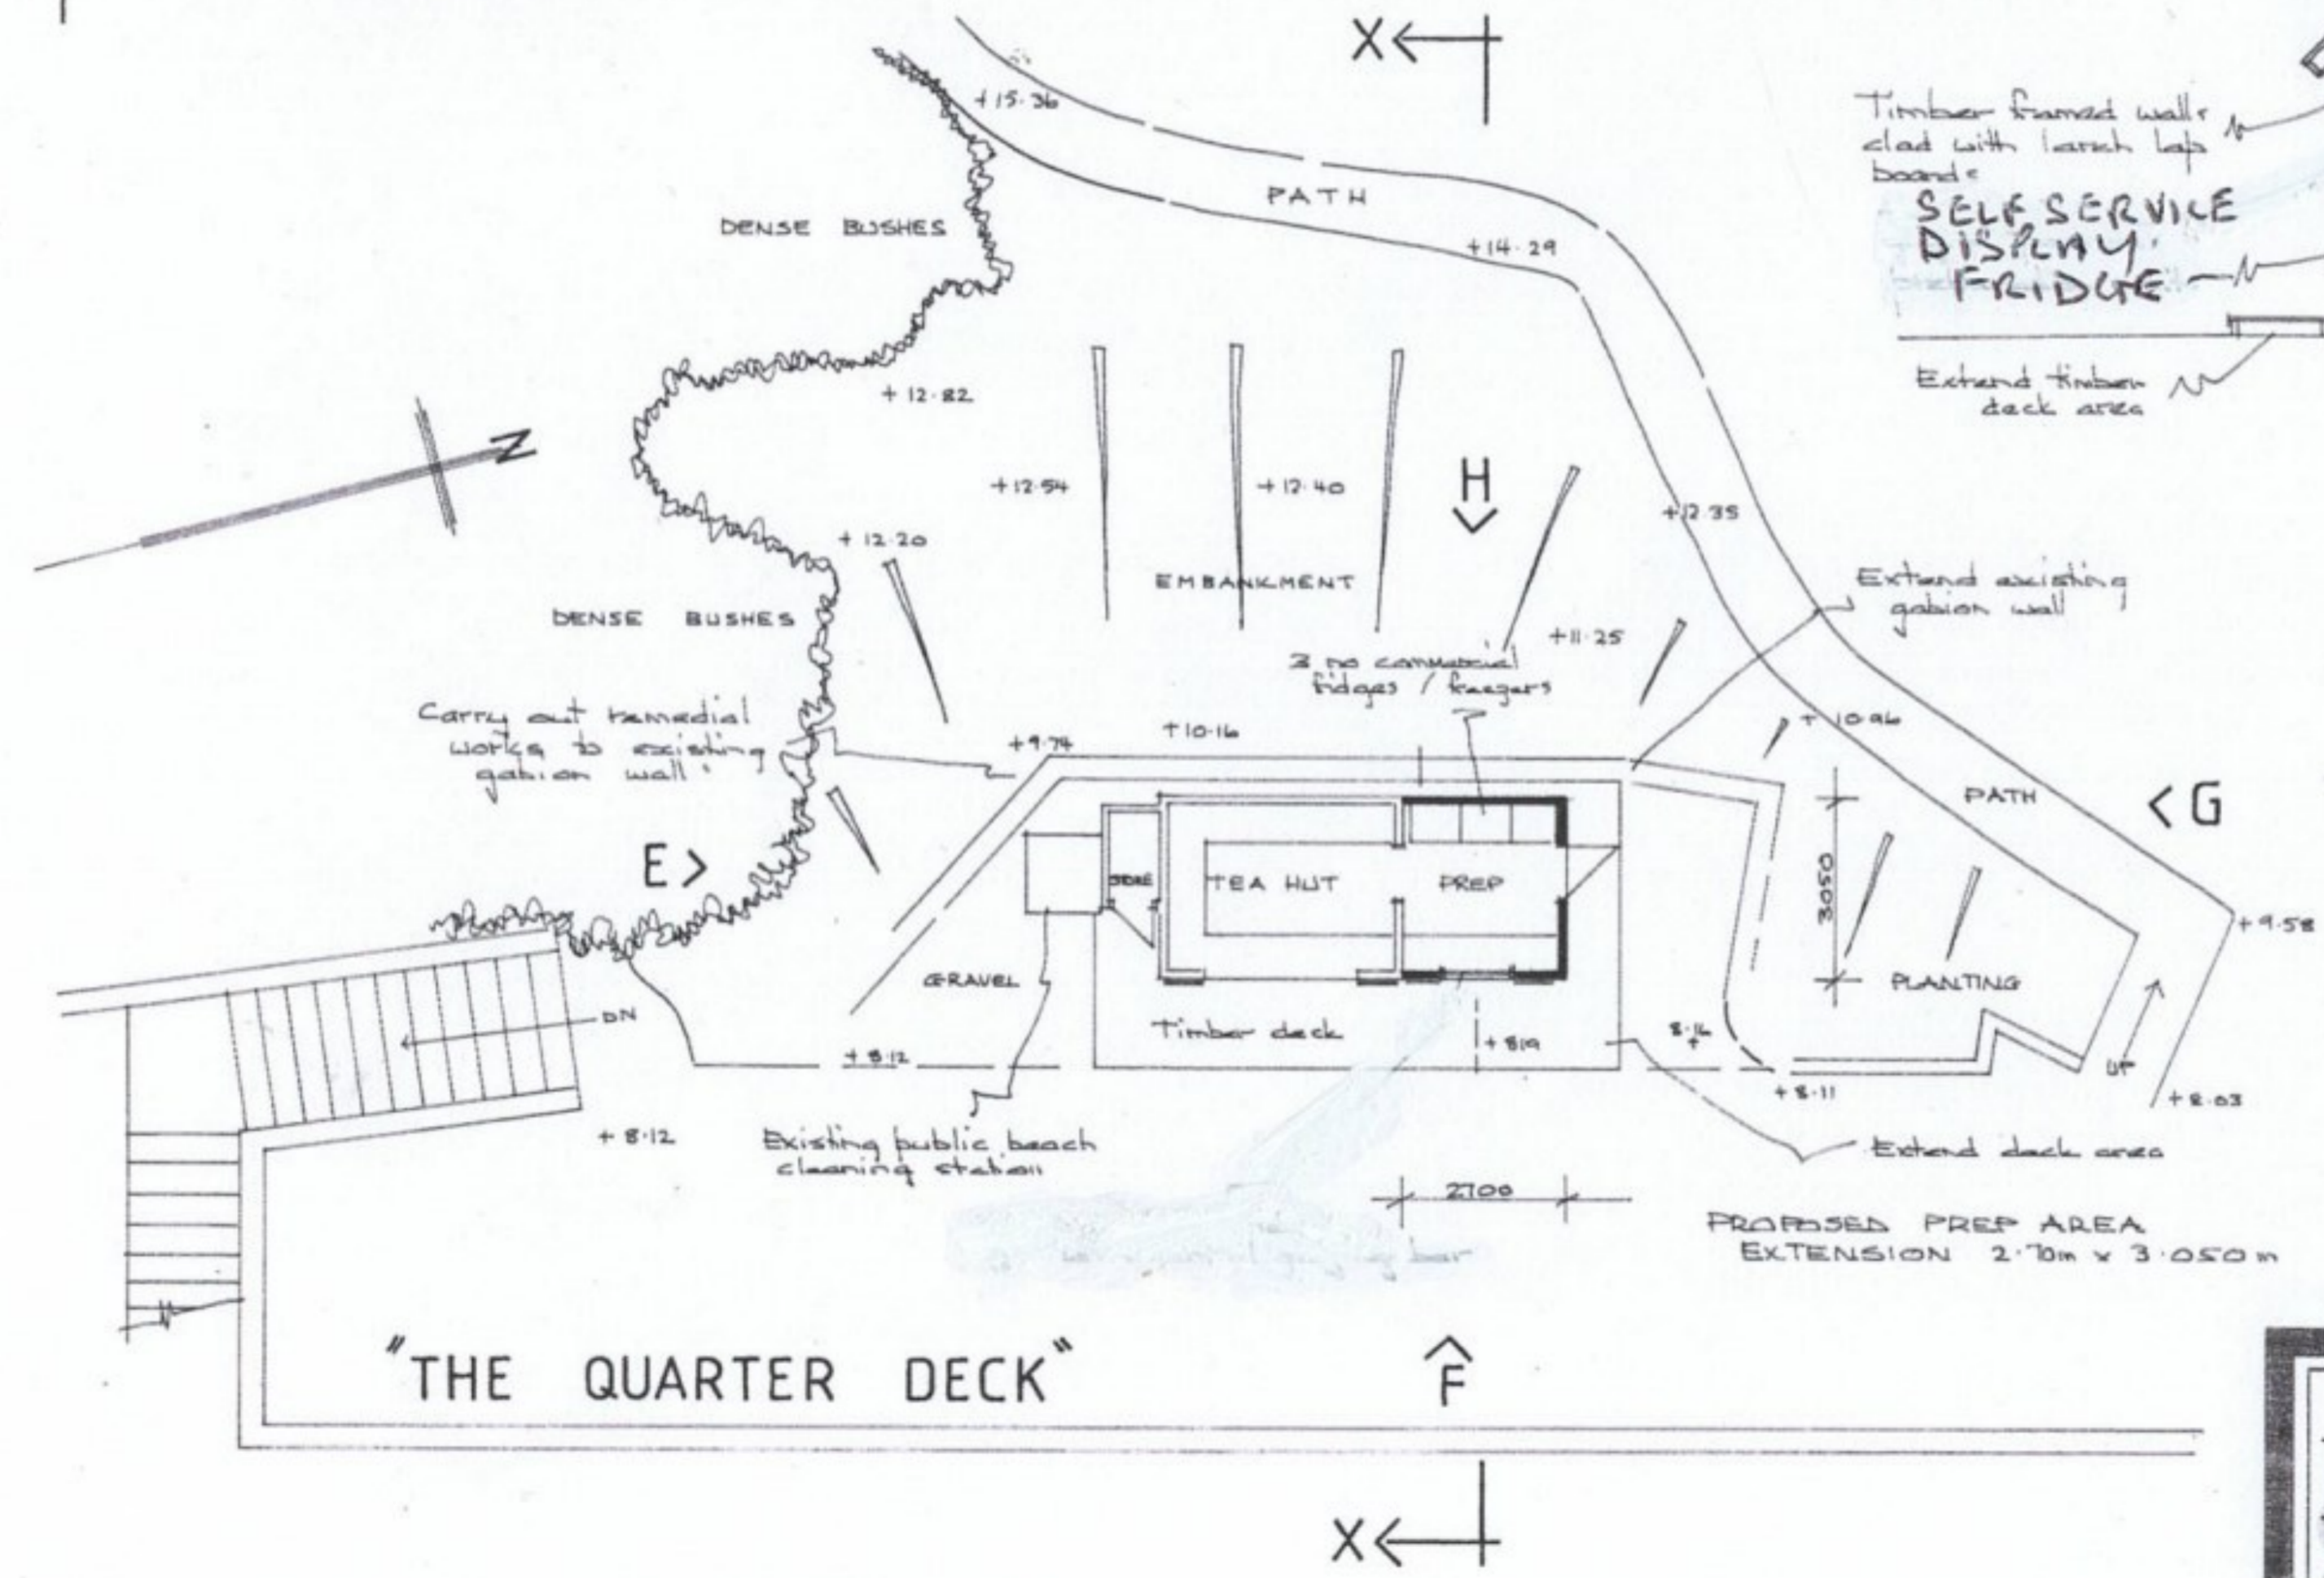 X
+15.36
PATH
+14.29
DENSE BUSHES
Timber framed walls
clad with larch lap
boards
SELF SERVICE
DISPLAY
FRIDGE
Extend timber
deck area
N
+12.82
+12.54
+12.40
H
+12.35
+12.20
EMBANKMENT
DENSE BUSHES
Extend existing
gabion wall
+11.25
3 no commercial
fridges / freezers
Carry out remedial
works to existing
gabion wall
+9.74
+10.16
+10.96
PATH
<G
E>
STORE
TEA HUT
PREP
3050
+9.58
GRAVEL
PLANTING
DN
Timber deck
+8.12
+819
8.16
+
UP
+8.11
+8.03
+8.12
Existing public beach
cleaning station
Extend deck area
2700
PROPOSED PREP AREA
EXTENSION 2.70m x 3.050m
bar
"THE QUARTER DECK"
F
X